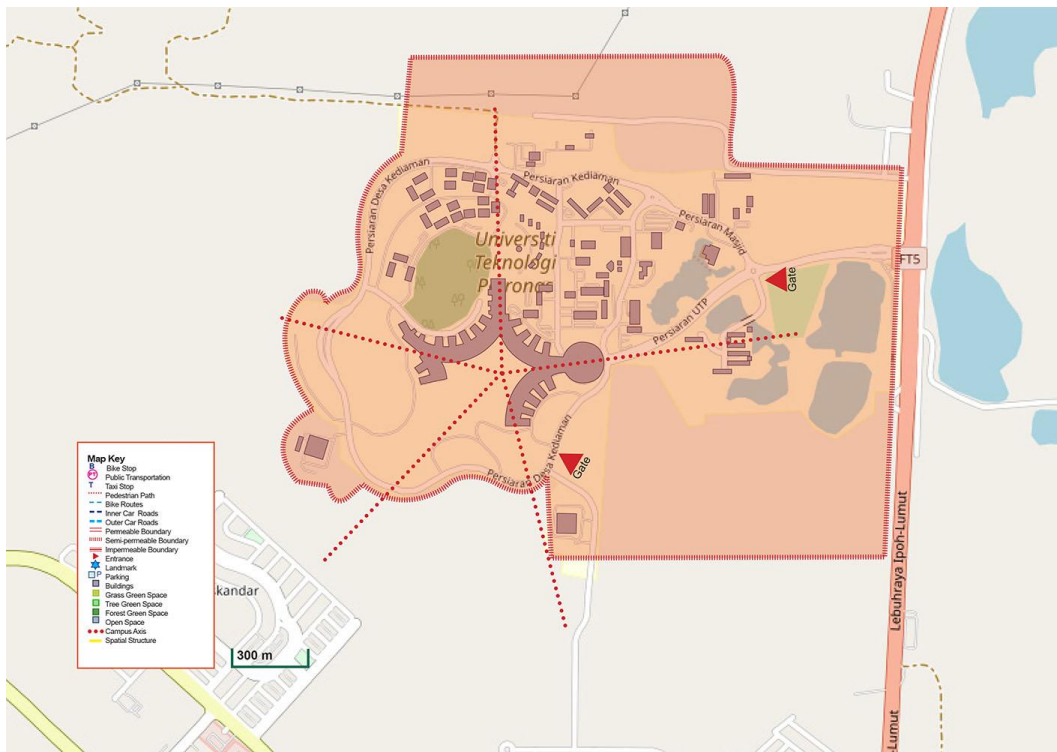 Persiaran Desa Kediaman
Persiaran Kediaman
Persiaran Masjid
Universiti
Teknologi
Petronas
FT5
Gate
Persiaran UTP
Persiaran Desa Kediaman
Gate
Lebuhraya Ipoh-Lumut
-Lumut
skandar
300 m
Map Key
B Bike Stop
PT Public Transportation
T Taxi Stop
Pedestrian Path
Bike Routes
Inner Car Roads
Outer Car Roads
Permeable Boundary
Semi-permeable Boundary
Impermeable Boundary
Entrance
Landmark
P Parking
Buildings
Grass Green Space
Tree Green Space
Forest Green Space
Open Space
Campus Axis
Spatial Structure